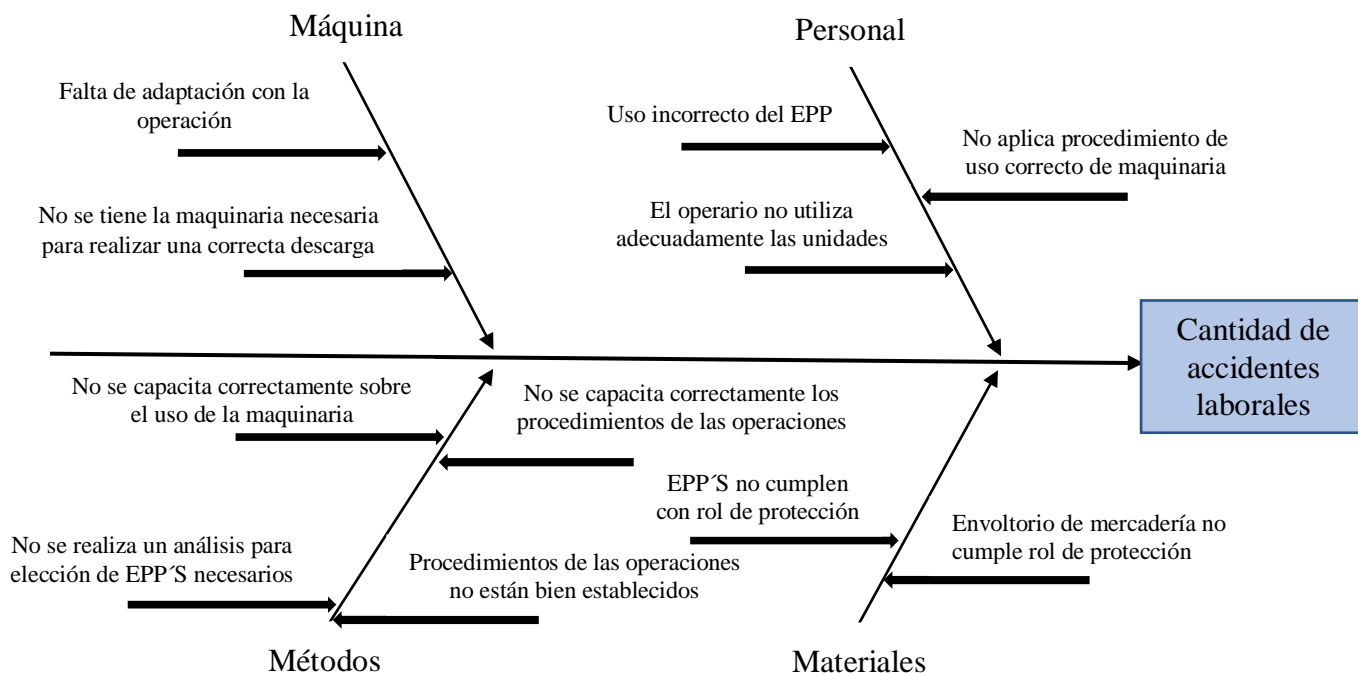 Máquina
Personal
Falta de adaptación con la
operación
Uso incorrecto del EPP
No aplica procedimiento de
uso correcto de maquinaria
No se tiene la maquinaria necesaria
para realizar una correcta descarga
El operario no utiliza
adecuadamente las unidades
Cantidad de
accidentes
laborales
No se capacita correctamente sobre
el uso de la maquinaria
No se capacita correctamente los
procedimientos de las operaciones
EPP´S no cumplen
con rol de protección
Envoltorio de mercadería no
cumple rol de protección
No se realiza un análisis para
elección de EPP´S necesarios
Procedimientos de las operaciones
no están bien establecidos
Métodos
Materiales